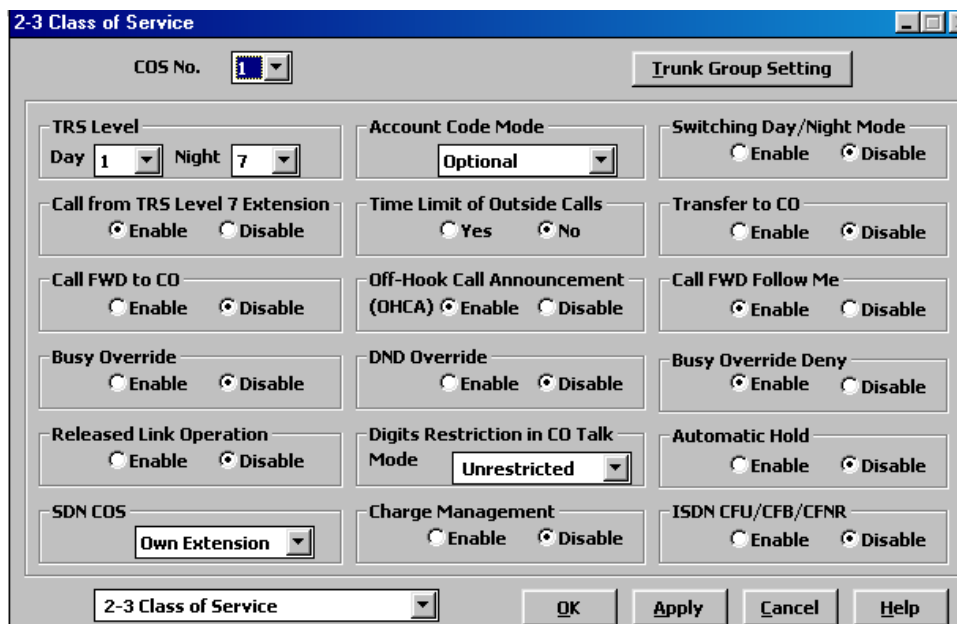 2-3 Class of Service
COS No. 1 Trunk Group Setting
TRS Level Account Code Mode Switching Day/Night Mode
Day 1 Night 7 Optional Enable Disable
Call from TRS Level 7 Extension Time Limit of Outside Calls Transfer to CO
Enable Disable Yes No Enable Disable
Call FWD to CO Off-Hook Call Announcement Call FWD Follow Me
Enable Disable (OHCA) Enable Disable Enable Disable
Busy Override DND Override Busy Override Deny
Enable Disable Enable Disable Enable Disable
Released Link Operation Digits Restriction in CO Talk Automatic Hold
Enable Disable Mode Unrestricted Enable Disable
SDN COS Charge Management ISDN CFU/CFB/CFNR
Own Extension Enable Disable Enable Disable
2-3 Class of Service OK Apply Cancel Help